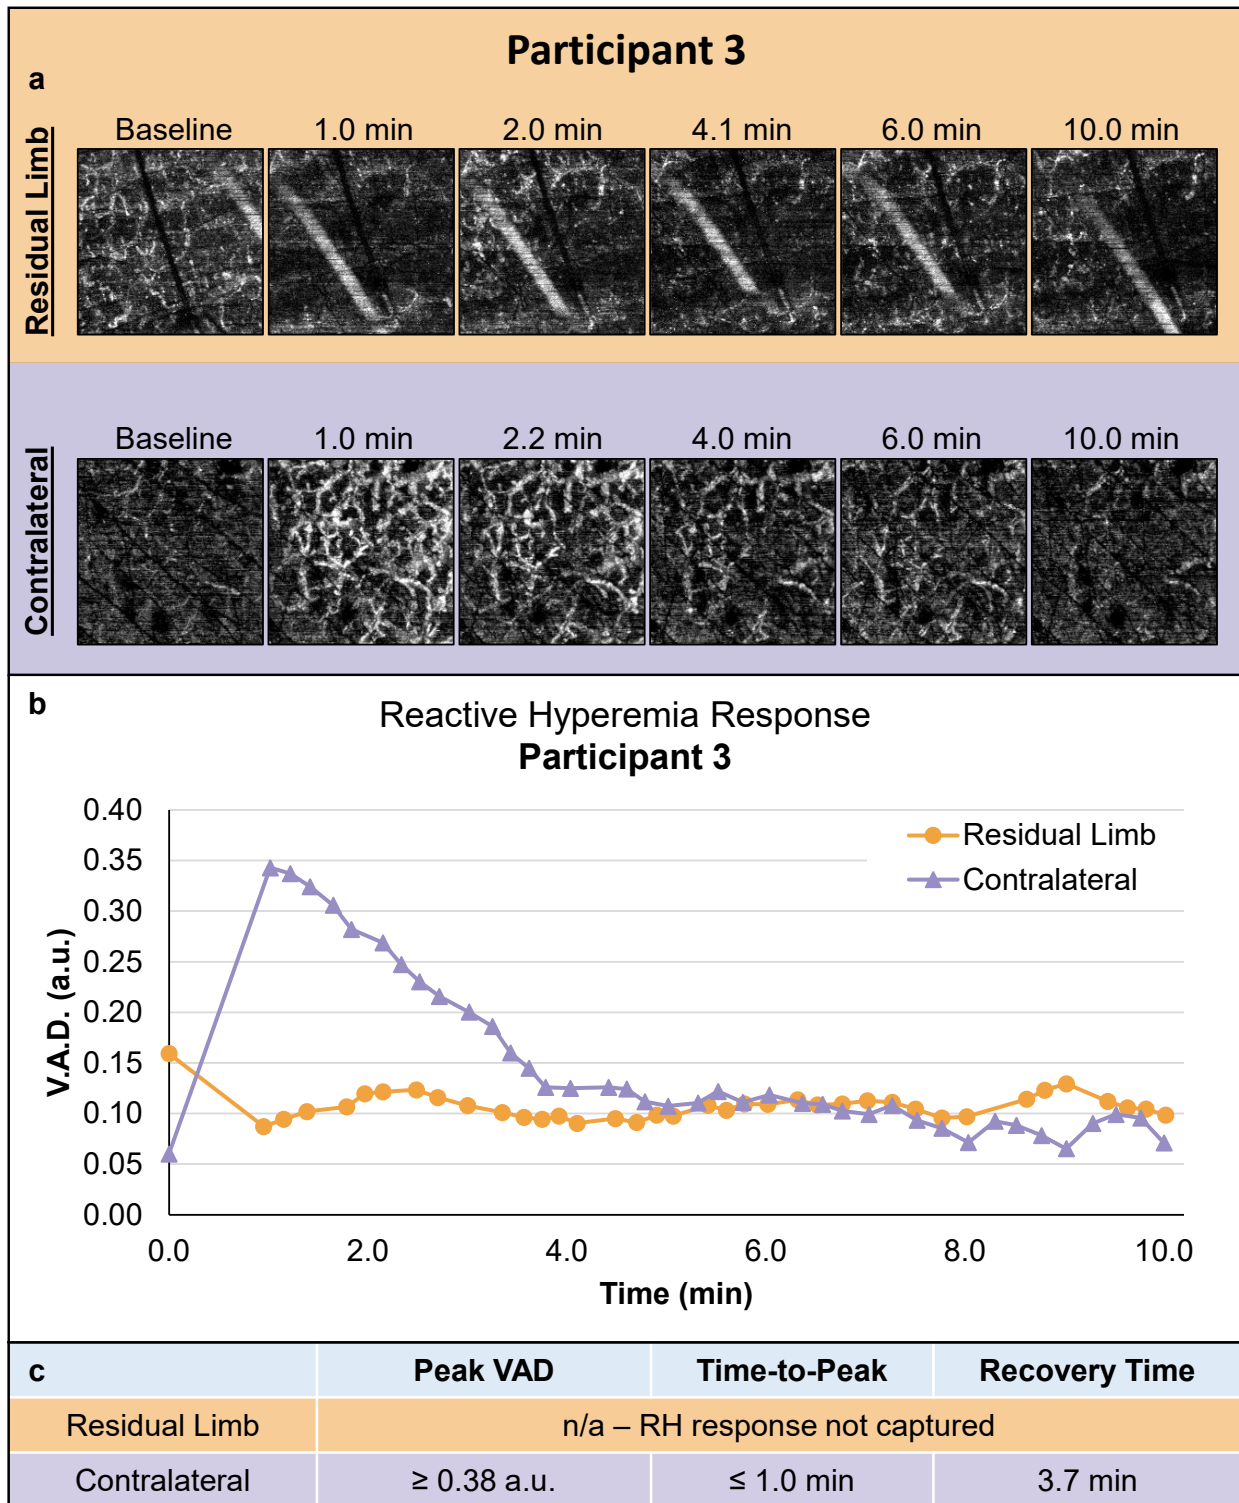 Participant 3
a
Residual Limb
Baseline 1.0 min 2.0 min 4.1 min 6.0 min 10.0 min
Contralateral
Baseline 1.0 min 2.2 min 4.0 min 6.0 min 10.0 min
b
Reactive Hyperemia Response
Participant 3
V.A.D. (a.u.)
0.40
0.35
0.30
0.25
0.20
0.15
0.10
0.05
0.00
Residual Limb
Contralateral
0.0 2.0 4.0 6.0 8.0 10.0
Time (min)
c Peak VAD Time-to-Peak Recovery Time
Residual Limb n/a – RH response not captured
Contralateral ≥ 0.38 a.u. ≤ 1.0 min 3.7 min